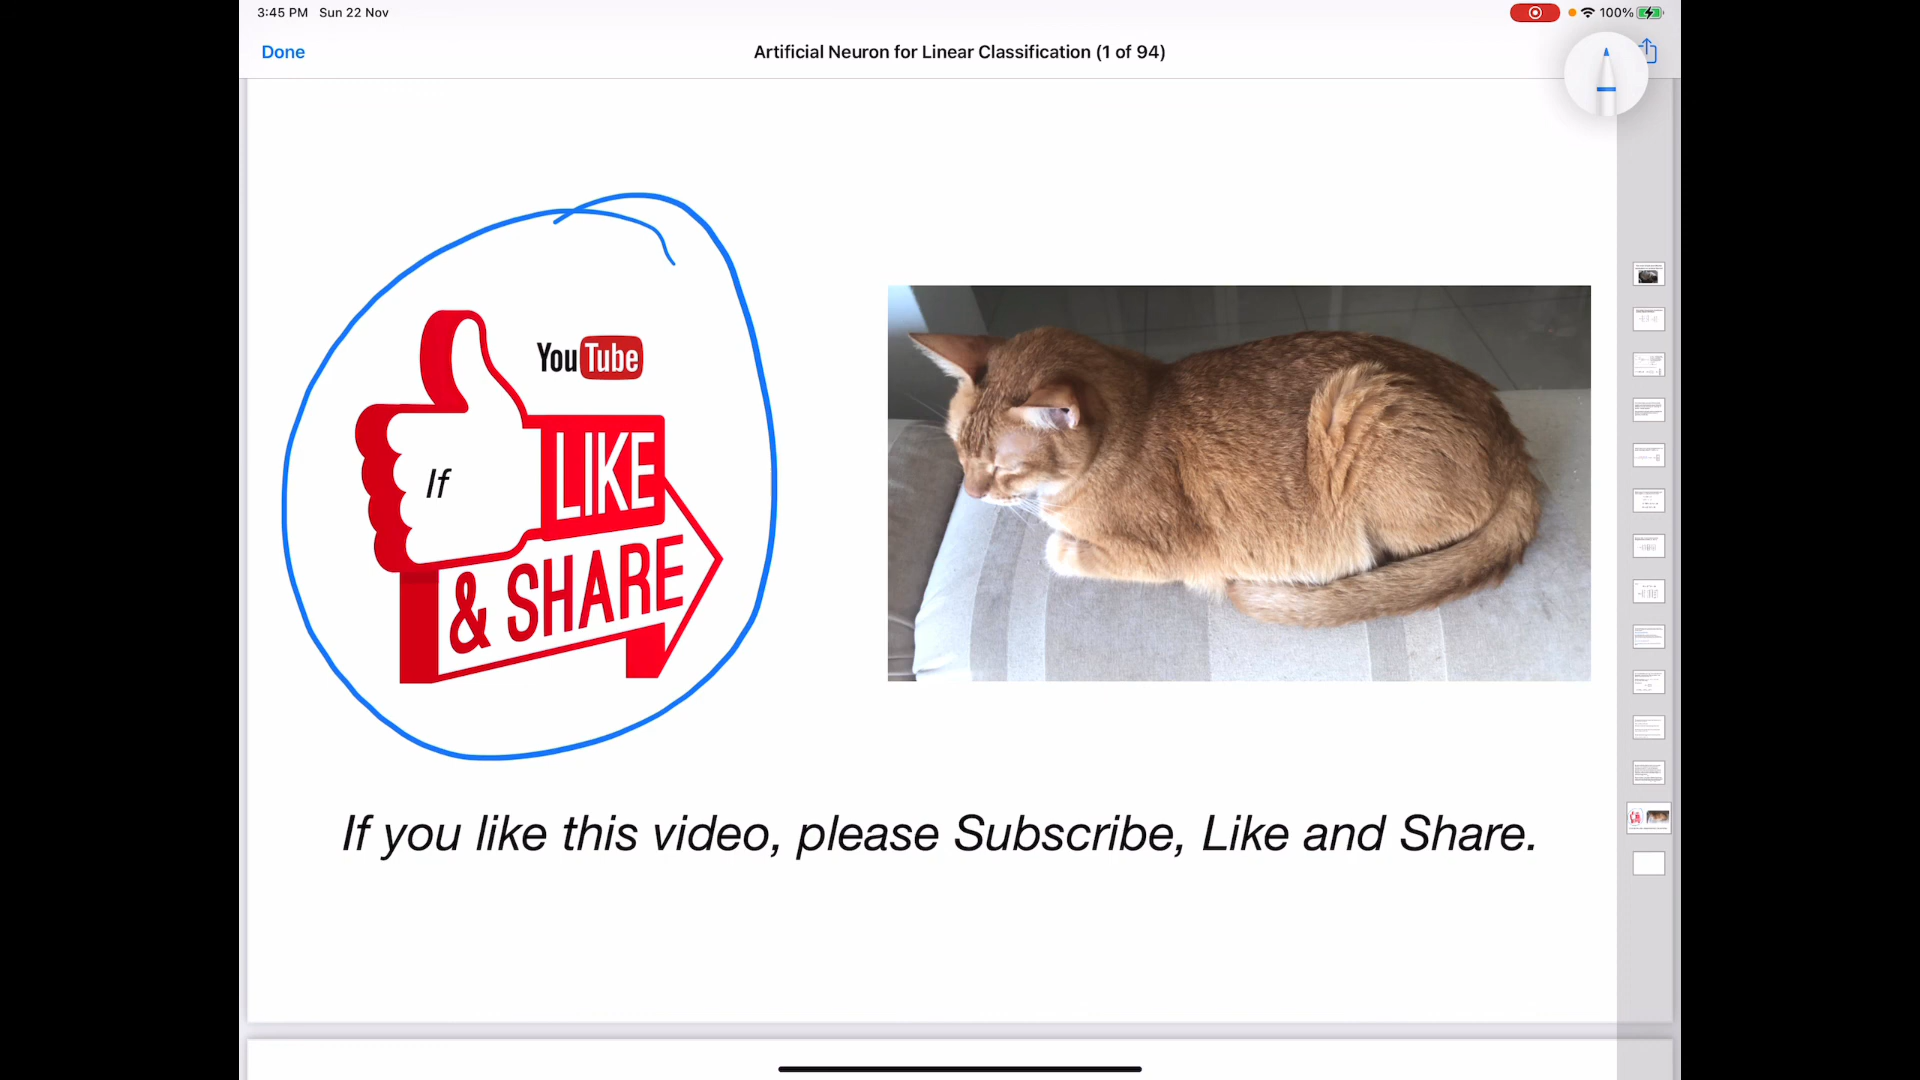 3:45 PM Sun 22 Nov
100%
Done
Artificial Neuron for Linear Classification (1 of 94)
YouTube
If
LIKE
& SHARE
If you like this video, please Subscribe, Like and Share.